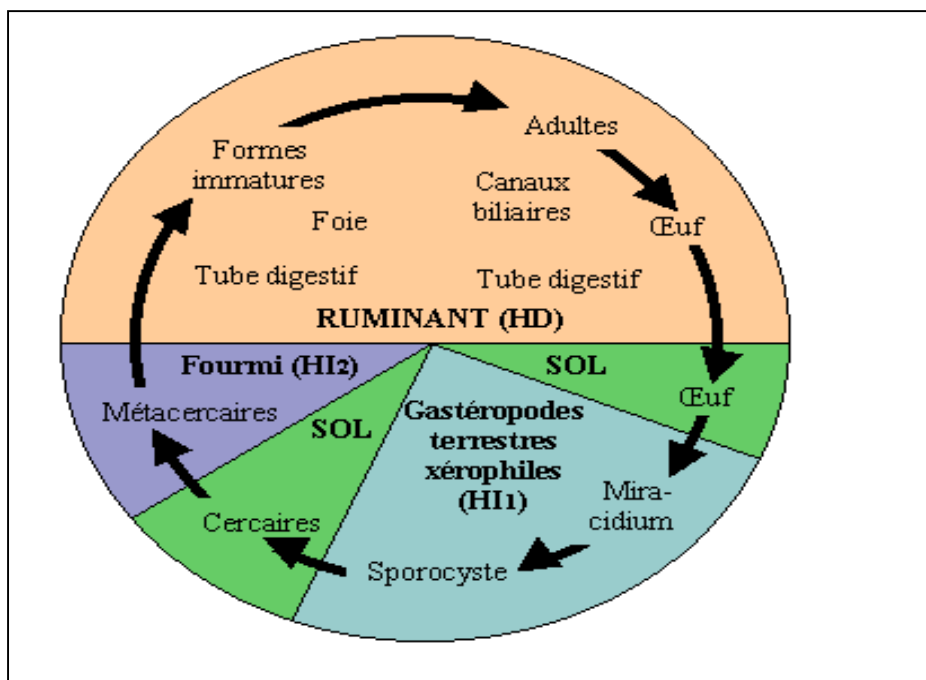 Adultes
Formes
immatures
Canaux
biliaires
Foie
Œuf
Tube digestif
Tube digestif
RUMINANT (HD)
Fourmi (HI2)
SOL
Métacercaires
Gastéropodes
terrestres
xérophiles
(HI1)
Œuf
SOL
Mira-
cidium
Cercaires
Sporocyste